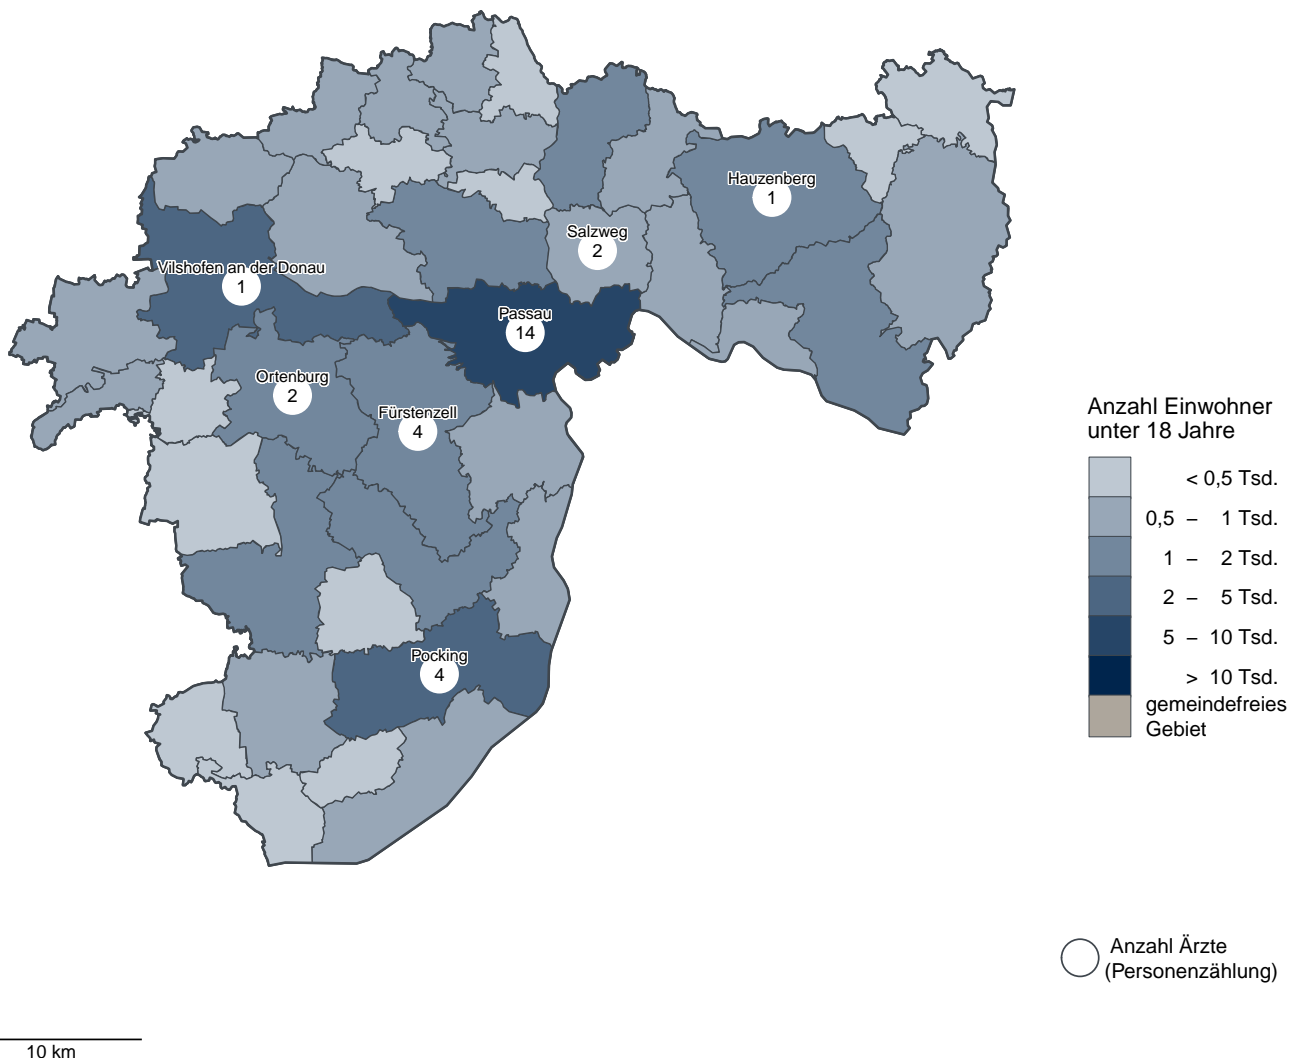 Hauzenberg
1
Salzweg
2
Vilshofen an der Donau
1
Passau
14
Ortenburg
2
Fürstenzell
4
Pocking
4
Anzahl Einwohner
unter 18 Jahre
< 0,5 Tsd.
0,5 – 1 Tsd.
1 – 2 Tsd.
2 – 5 Tsd.
5 – 10 Tsd.
> 10 Tsd.
gemeindefreies
Gebiet
Anzahl Ärzte
(Personenzählung)
10 km